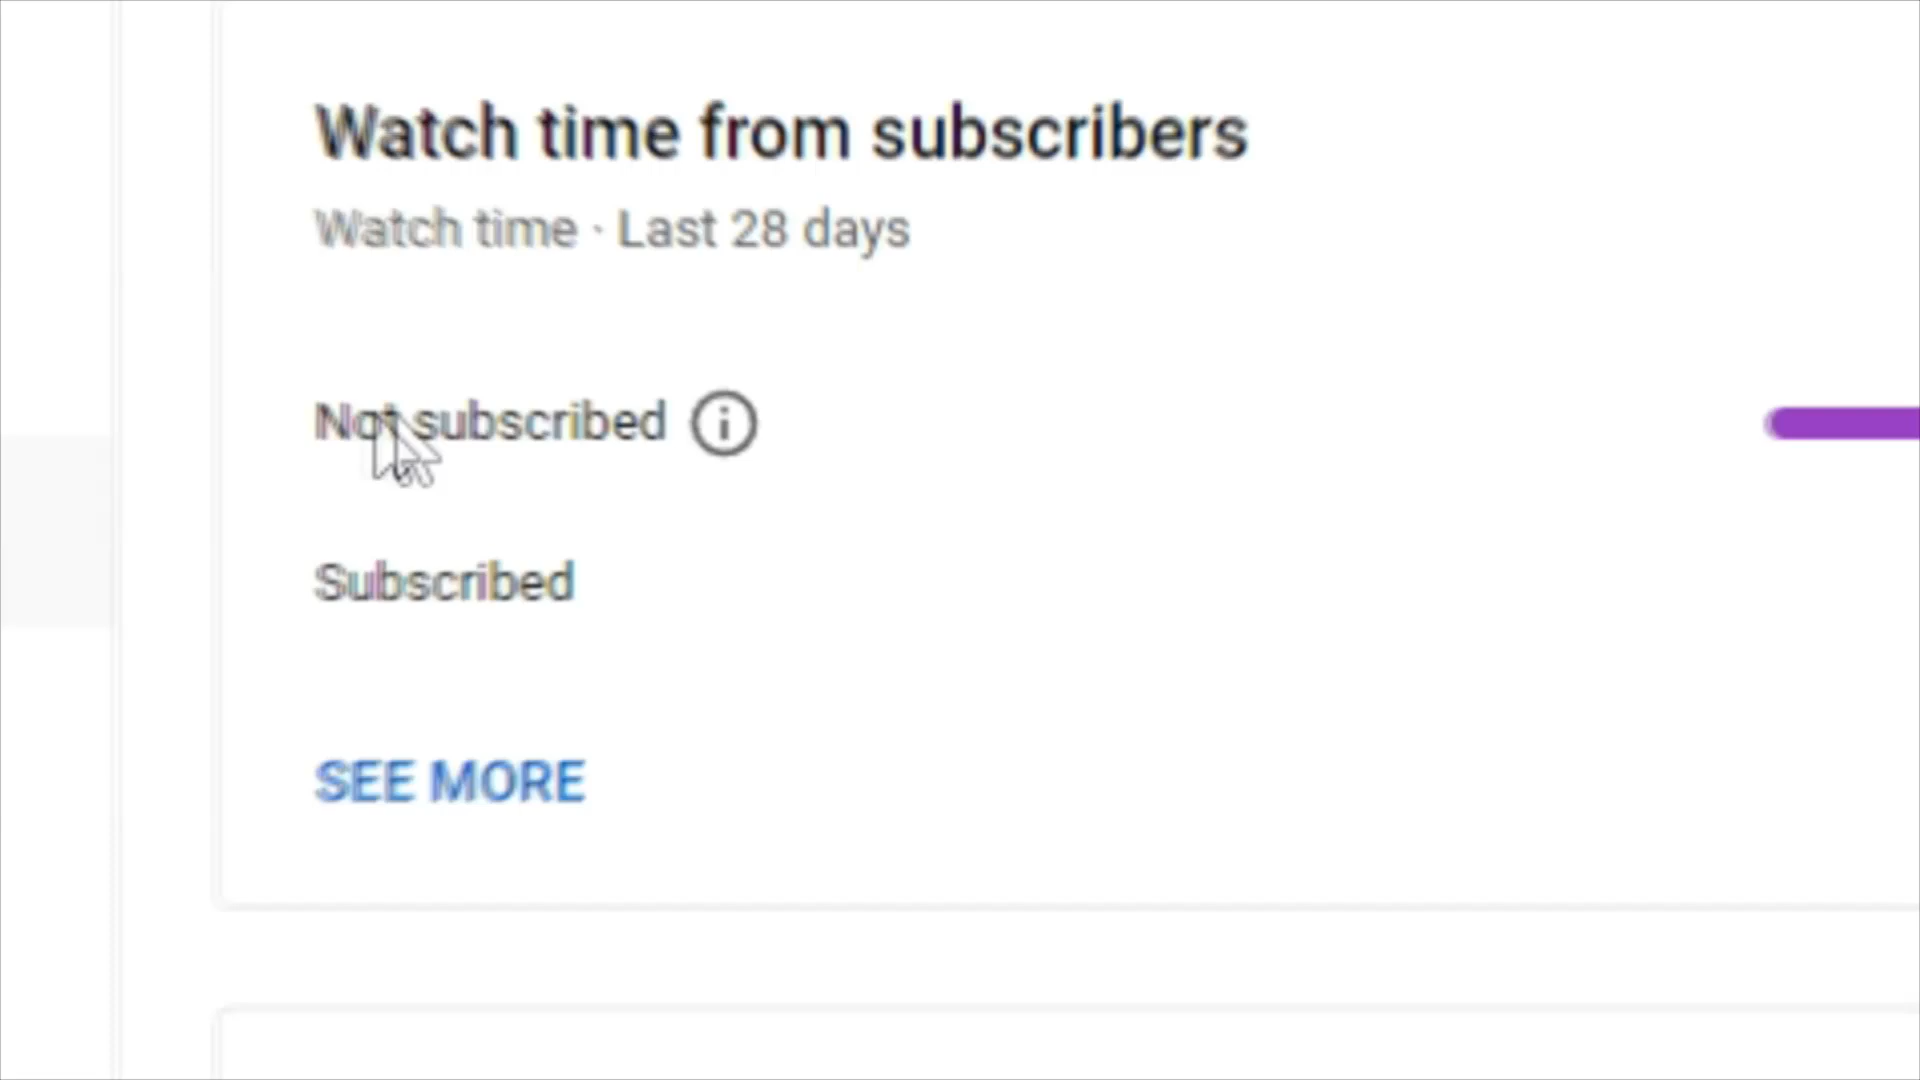 Watch time from subscribers
Watch time · Last 28 days
Not subscribed
Subscribed
SEE MORE